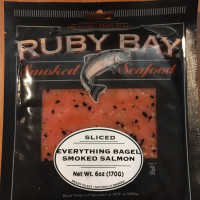 RUBY BAY
Smoked Seafood
SLICED
EVERYTHING BAGEL
SMOKED SALMON
Net Wt. 6oz (170G)